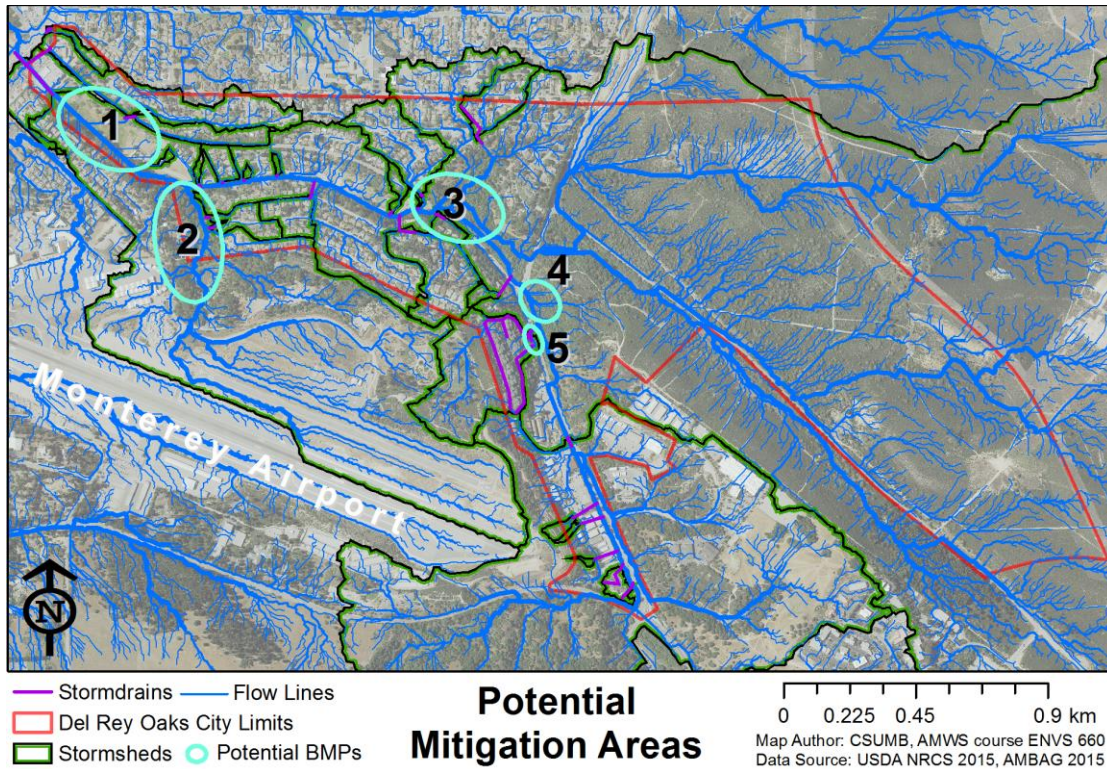 1
2
3
4
5
Monterey Airport
N
Stormdrains
Flow Lines
Del Rey Oaks City Limits
Stormsheds
Potential BMPs
Potential
Mitigation Areas
0 0.225 0.45 0.9 km
Map Author: CSUMB, AMWS course ENVS 660
Data Source: USDA NRCS 2015, AMBAG 2015